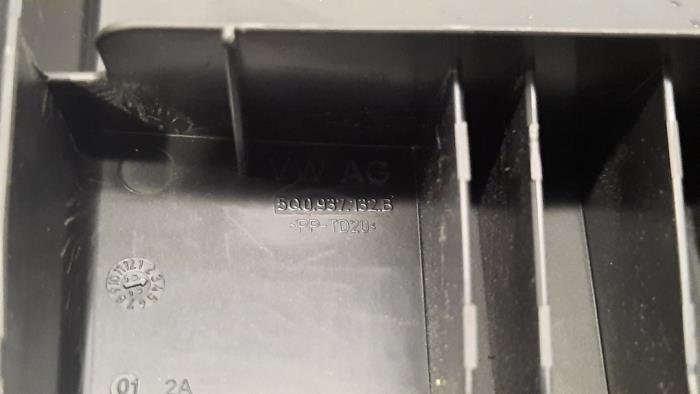 VW AG
5Q0.937.132.B
>PP-TD20<
01 2A